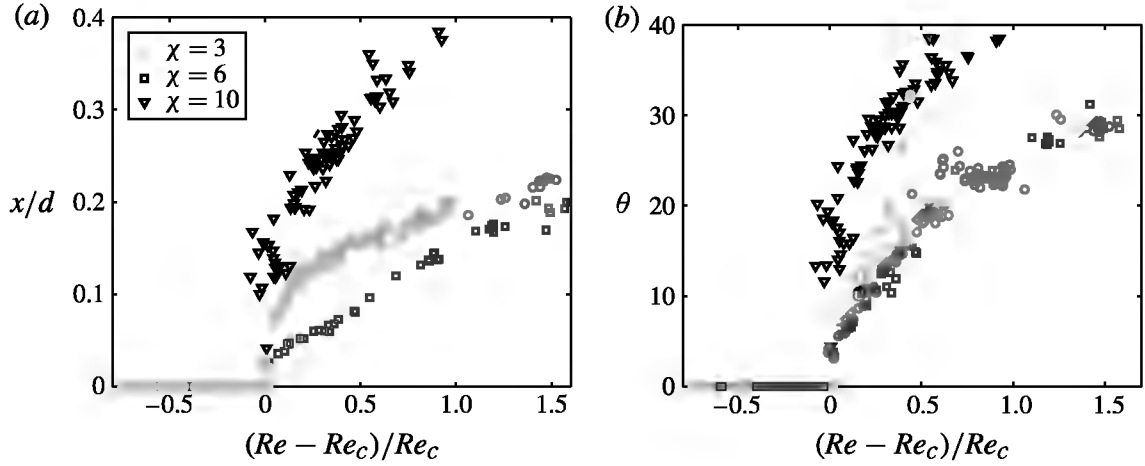 (a)
0.4
0.3
x/d 0.2
0.1
0
χ = 3
χ = 6
χ = 10
−0.5 0 0.5 1.0 1.5
(Re − Re_c)/Re_c
(b)
40
30
θ 20
10
0
−0.5 0 0.5 1.0 1.5
(Re − Re_c)/Re_c